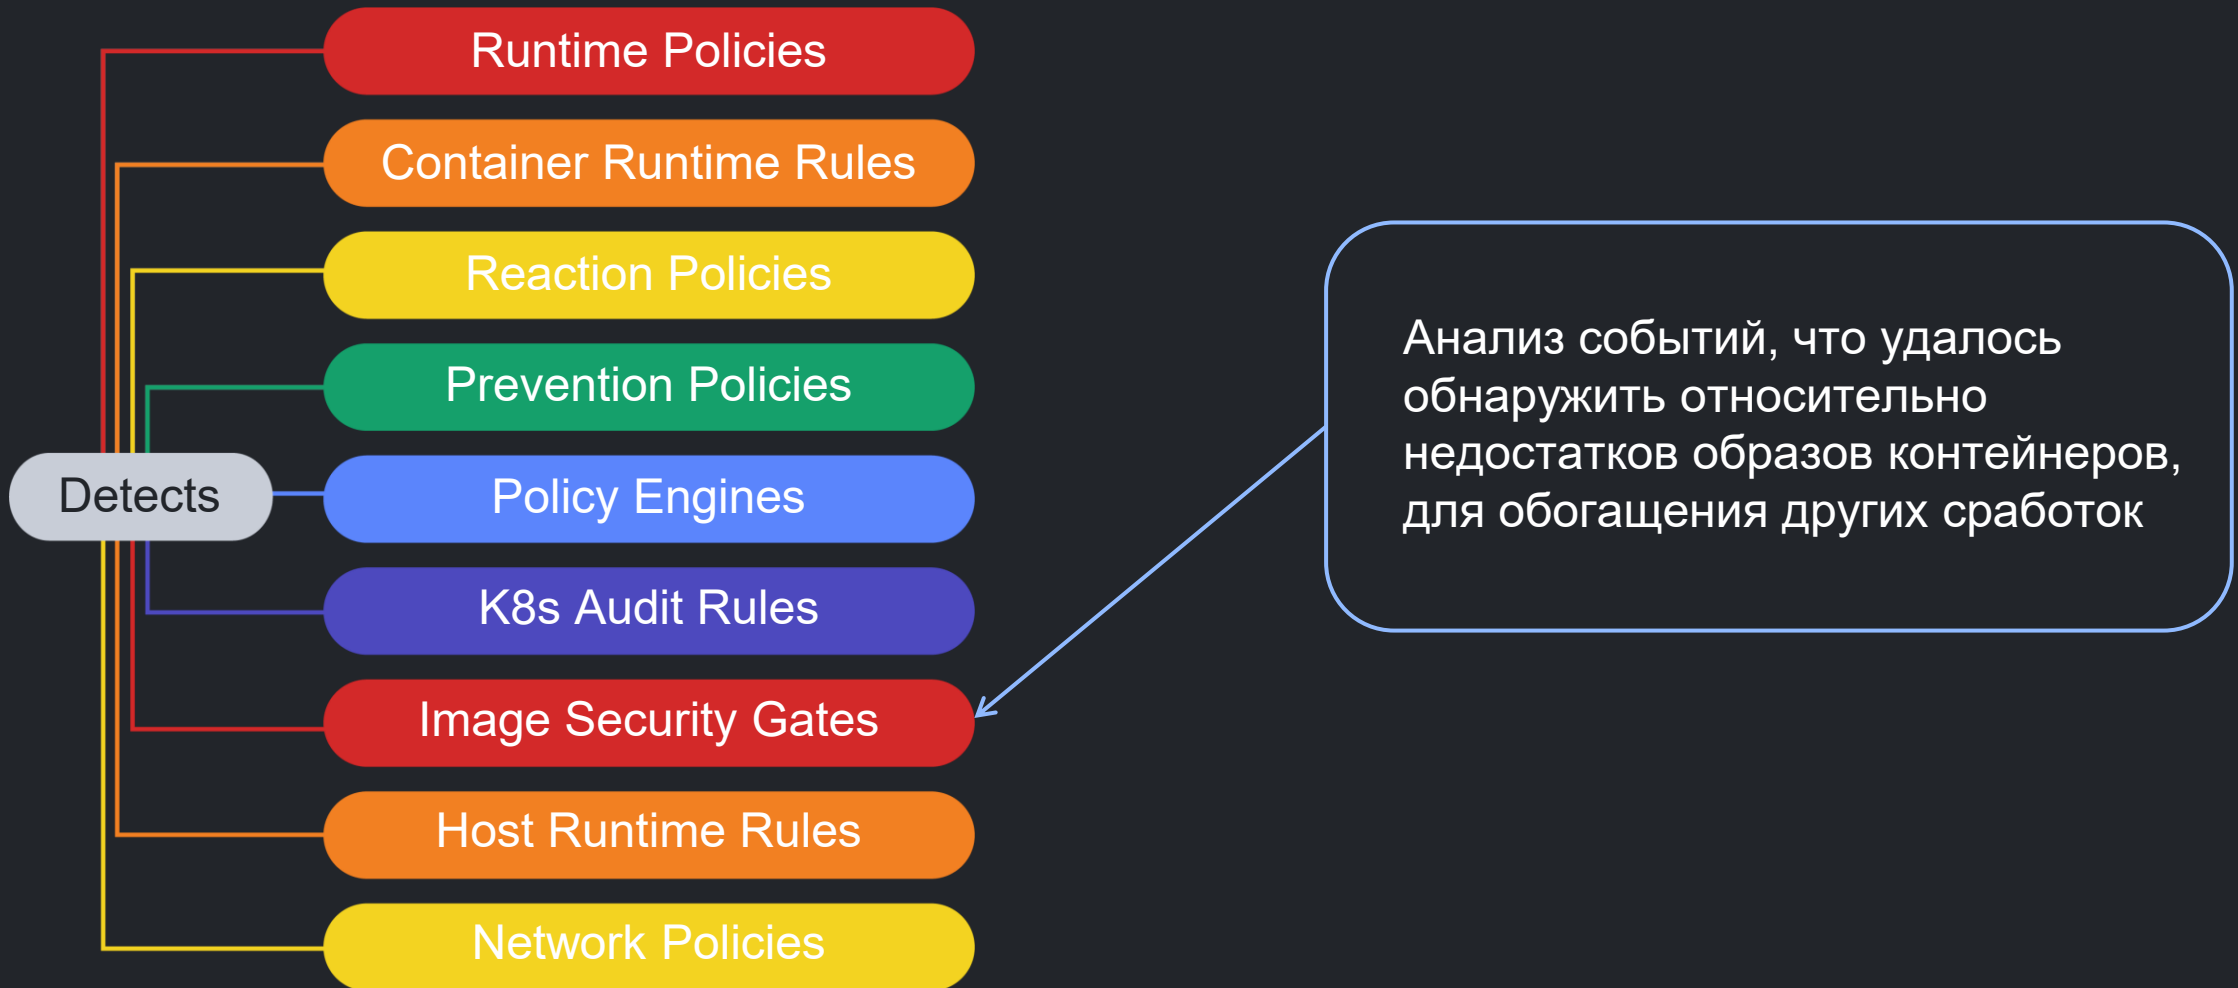 Runtime Policies
Container Runtime Rules
Reaction Policies
Prevention Policies
Detects
Policy Engines
K8s Audit Rules
Image Security Gates
Host Runtime Rules
Network Policies
Анализ событий, что удалось
обнаружить относительно
недостатков образов контейнеров,
для обогащения других сработок